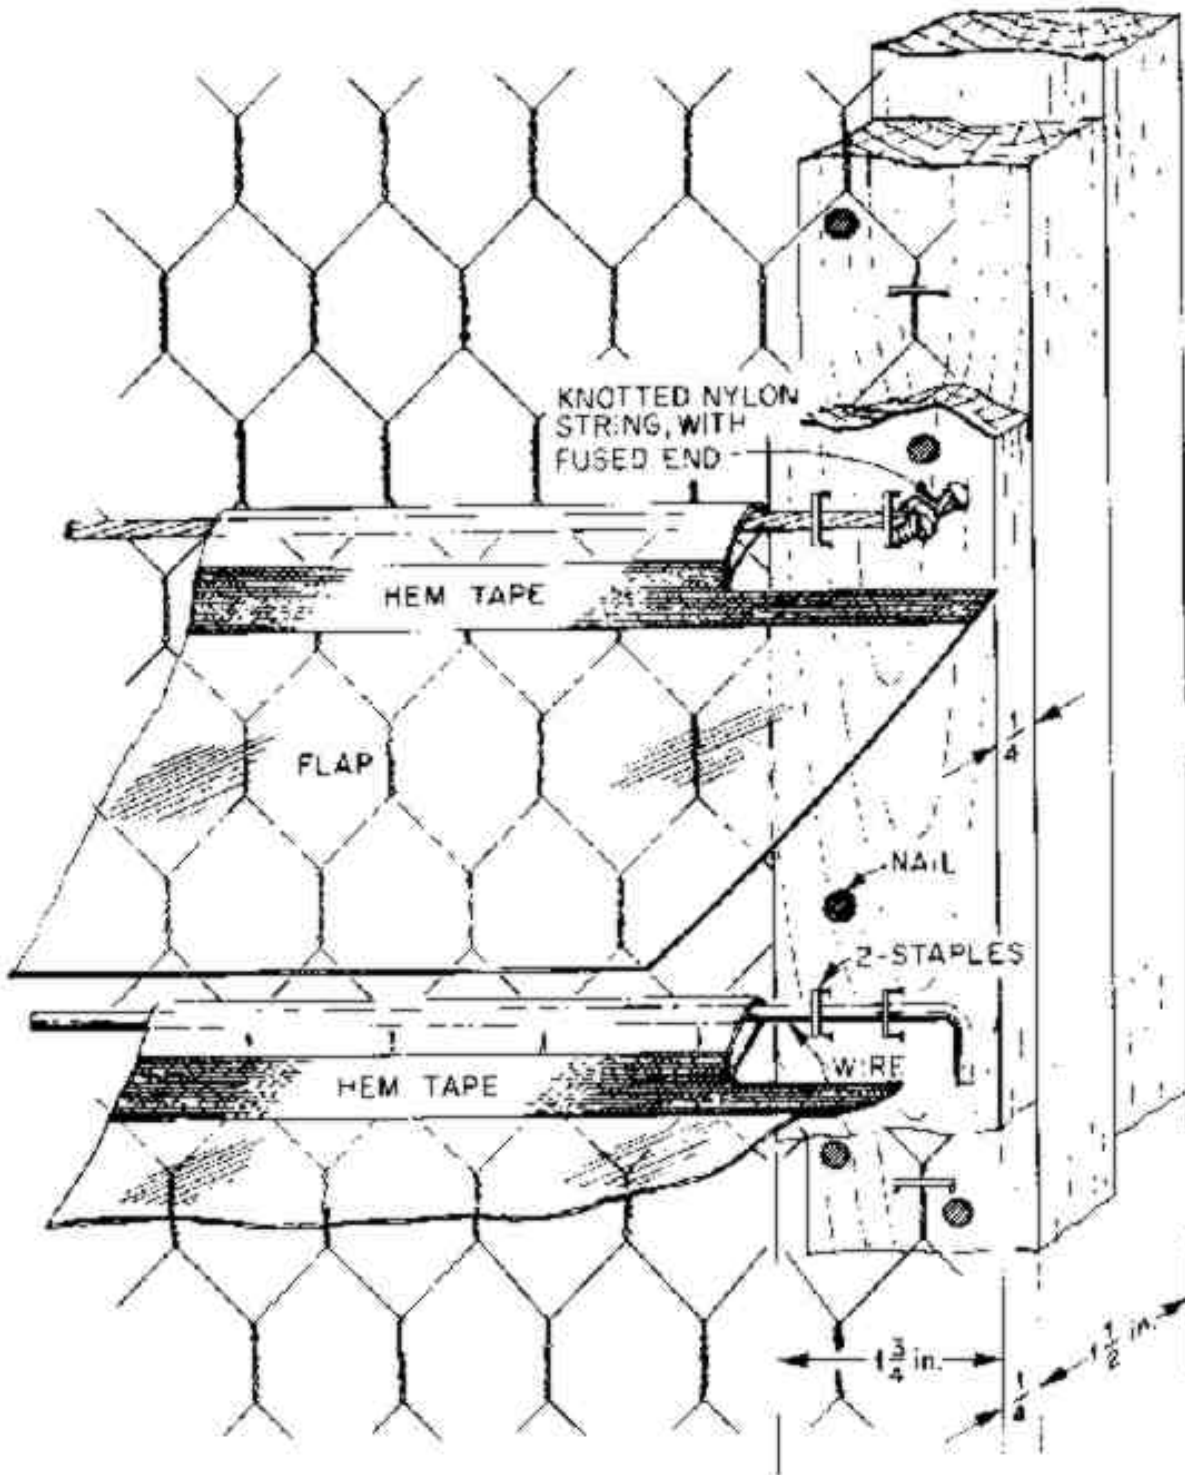 KNOTTED NYLON
STRING, WITH
FUSED END
HEM TAPE
1/4
FLAP
NAIL
2-STAPLES
WIRE
HEM TAPE
1 3/4 in.
1 1/2 in.
1/4